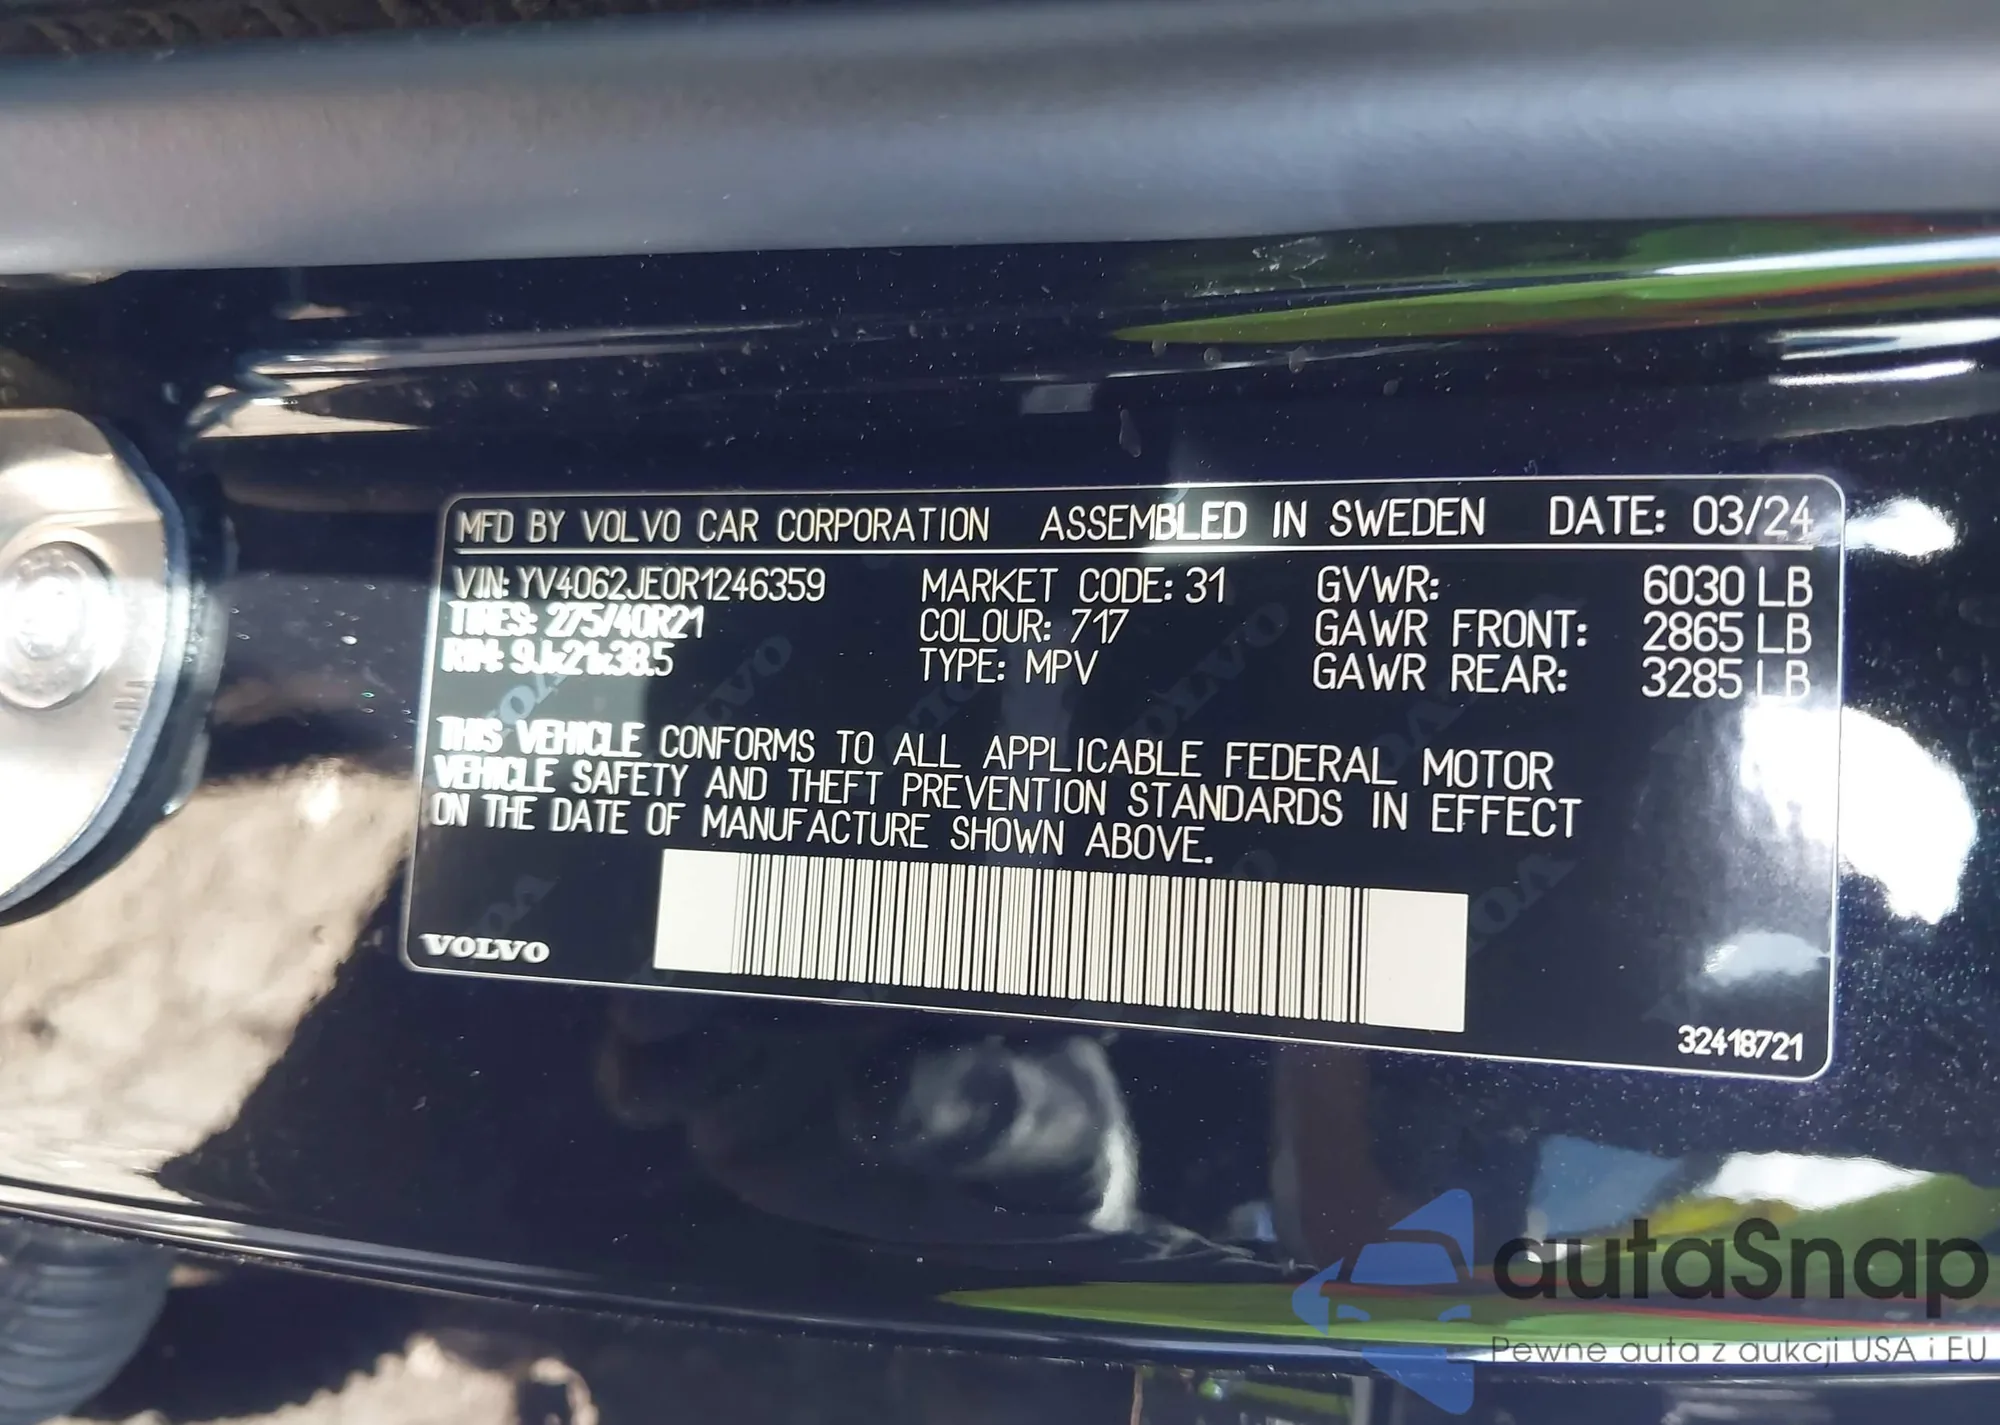 MFD BY VOLVO CAR CORPORATION ASSEMBLED IN SWEDEN DATE: 03/24
VIN: YV4062JE0R1246359 MARKET CODE: 31 GVWR: 6030 LB
TIRES: 275/40R21 COLOUR: 717 GAWR FRONT: 2865 LB
RIM: 9Jx21x38.5 TYPE: MPV GAWR REAR: 3285 LB
THIS VEHICLE CONFORMS TO ALL APPLICABLE FEDERAL MOTOR
VEHICLE SAFETY AND THEFT PREVENTION STANDARDS IN EFFECT
ON THE DATE OF MANUFACTURE SHOWN ABOVE.
VOLVO
32418721
autaSnap
Pewne auta z aukcji USA i EU